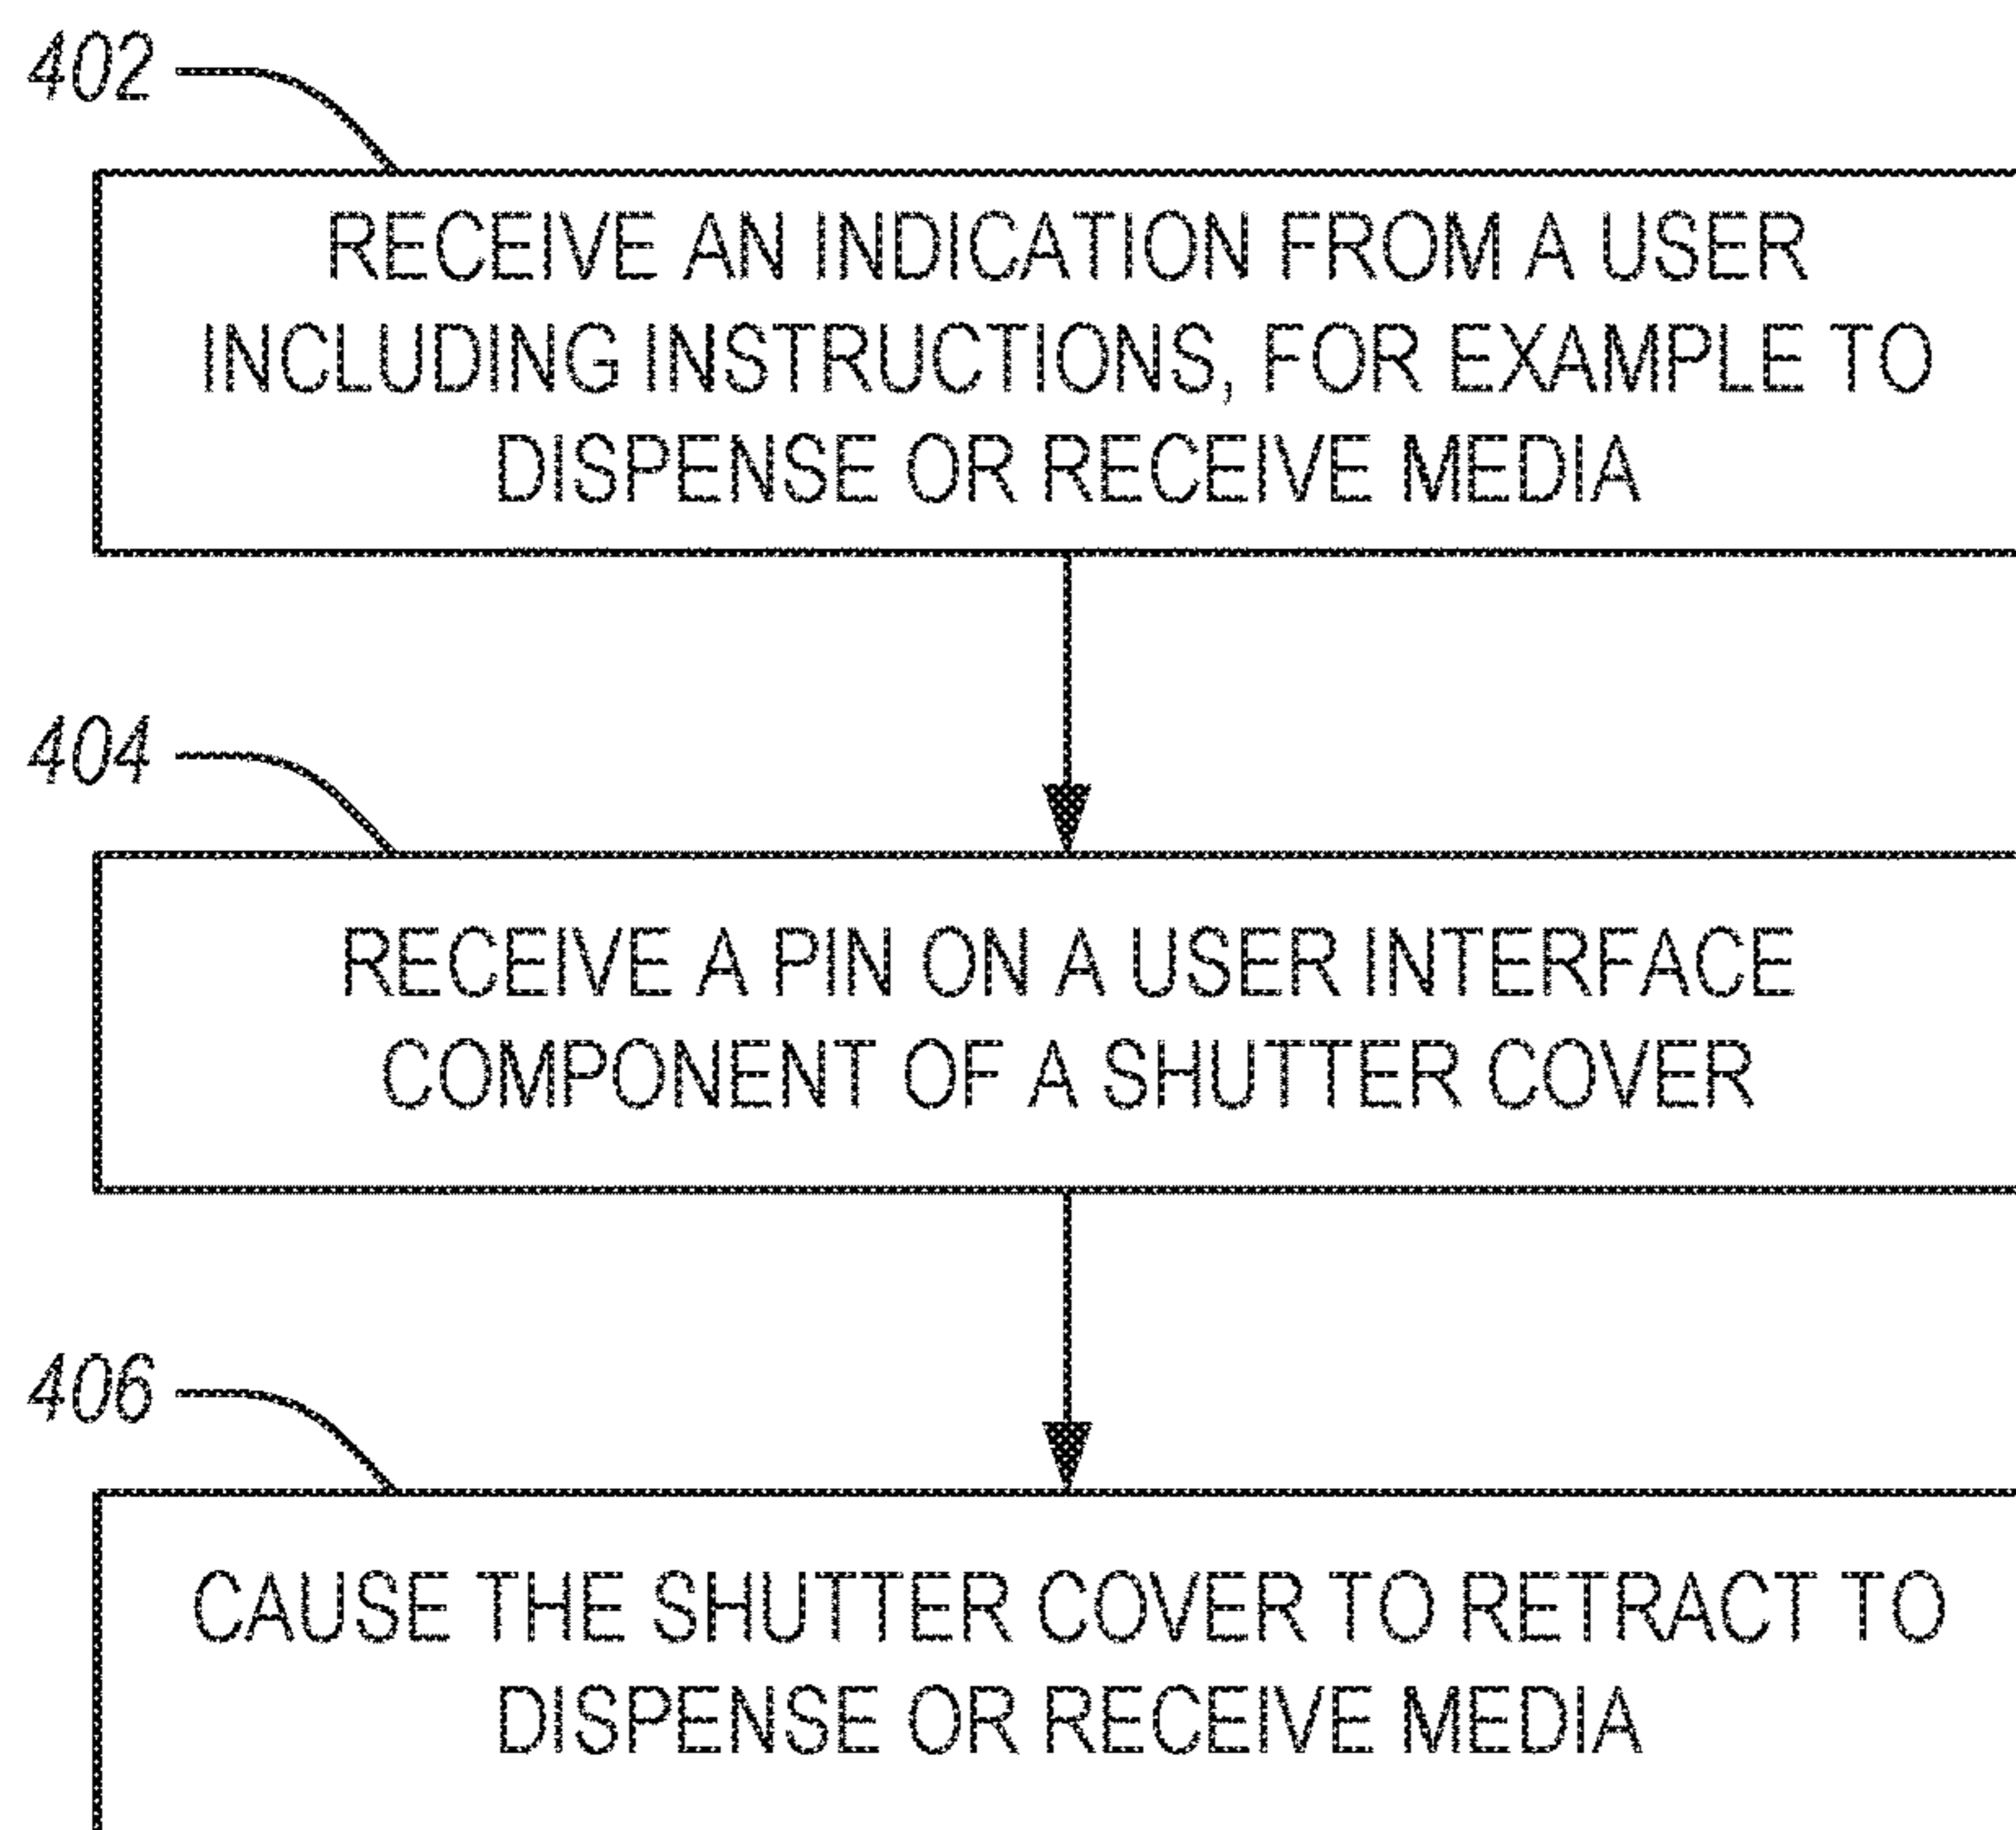 402
RECEIVE AN INDICATION FROM A USER
INCLUDING INSTRUCTIONS, FOR EXAMPLE TO
DISPENSE OR RECEIVE MEDIA
404
RECEIVE A PIN ON A USER INTERFACE
COMPONENT OF A SHUTTER COVER
406
CAUSE THE SHUTTER COVER TO RETRACT TO
DISPENSE OR RECEIVE MEDIA